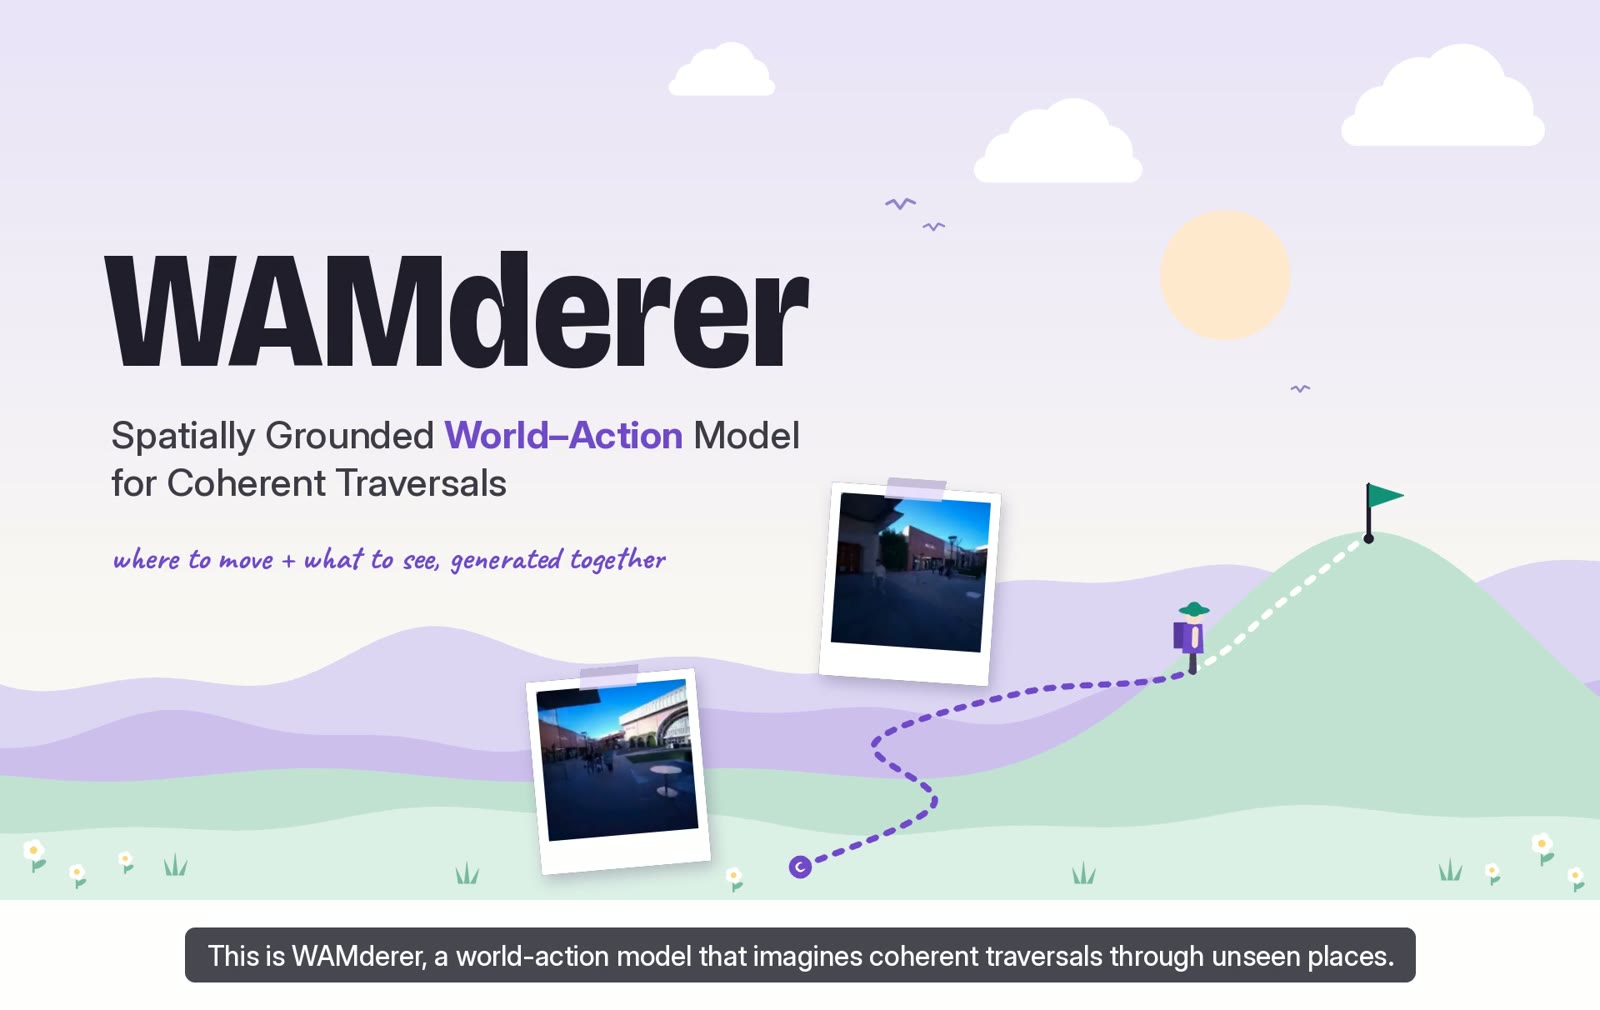 WAMderer
Spatially Grounded World–Action Model
for Coherent Traversals
where to move + what to see, generated together
This is WAMderer, a world-action model that imagines coherent traversals through unseen places.